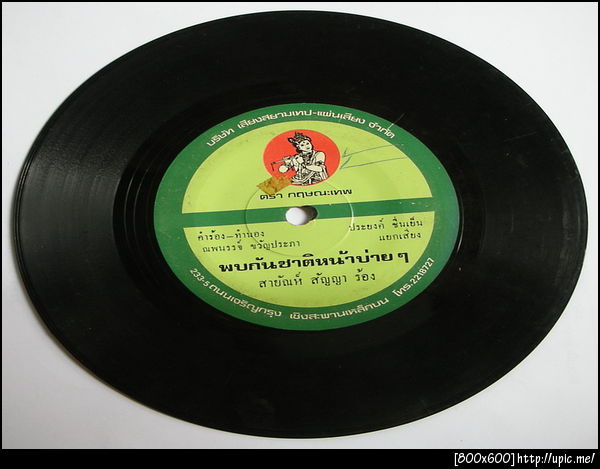 บริษัท เสียงสยามเทป-แผ่นเสียง จำกัด
ตรา กฤษณะเทพ
คำร้อง-ทำนอง
ณพนรรจ์ ขวัญประภา
ประยงค์ ชื่นเย็น
แยกเสียง
พบกันชาติหน้าบ่าย ๆ
สายัณห์ สัญญา ร้อง
233-5 ถนนเจริญกรุง เชิงสะพานเหล็กบน โทร. 2218727
[800x600]http://upic.me/